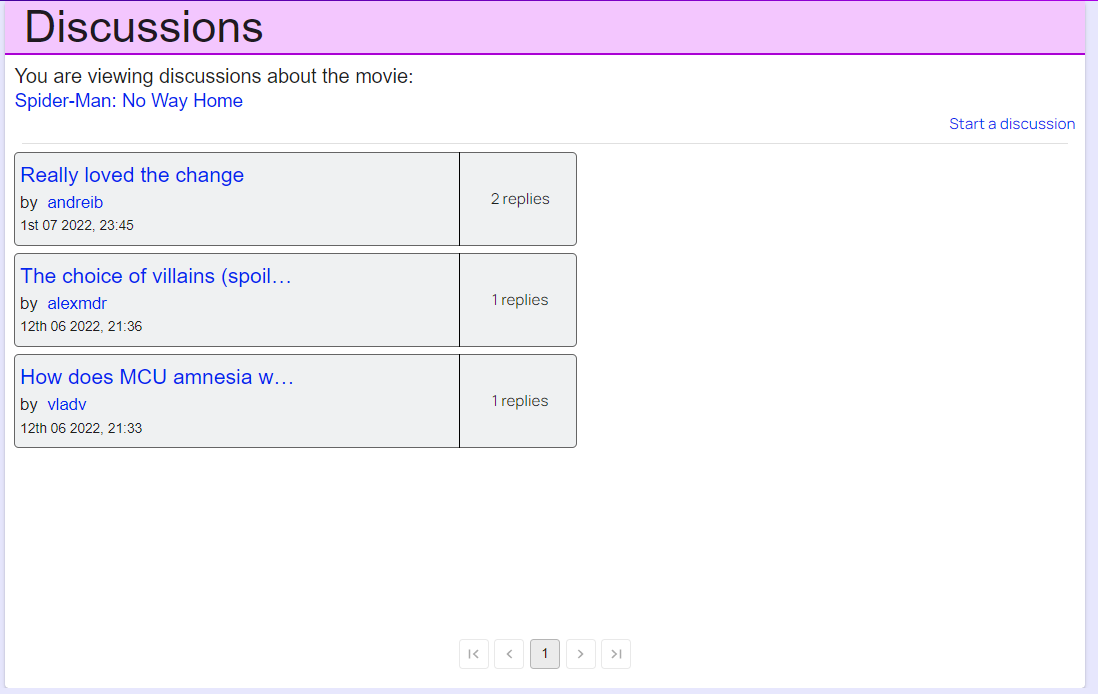 Discussions
You are viewing discussions about the movie:
Spider-Man: No Way Home
Start a discussion
Really loved the change
by andreib
1st 07 2022, 23:45
2 replies
The choice of villains (spoil…
by alexmdr
12th 06 2022, 21:36
1 replies
How does MCU amnesia w…
by vladv
12th 06 2022, 21:33
1 replies
1